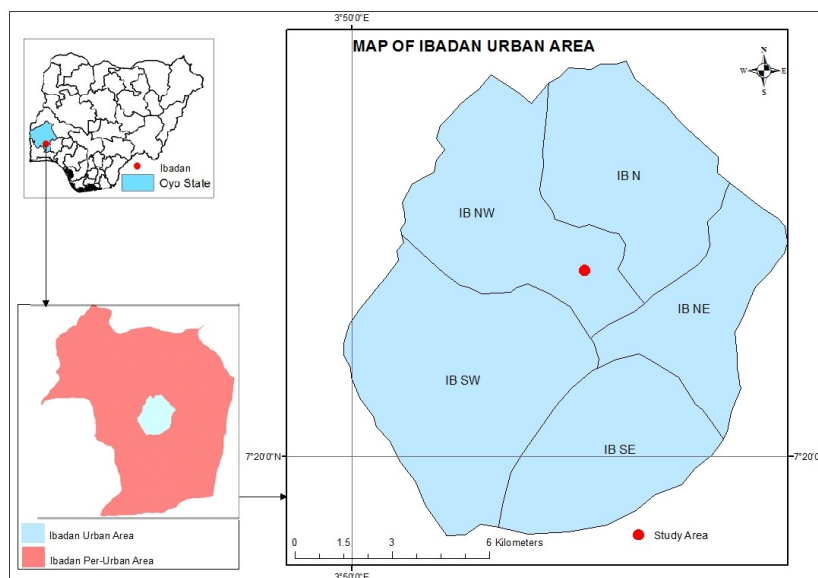 3°50'0"E
MAP OF IBADAN URBAN AREA
N
W E
S
Ibadan
Oyo State
IB N
IB NW
IB NE
IB SW
IB SE
7°20'0"N
7°20'0
Ibadan Urban Area
Ibadan Per-Urban Area
Study Area
0 1.5 3 6 Kilometers
3°50'0"E